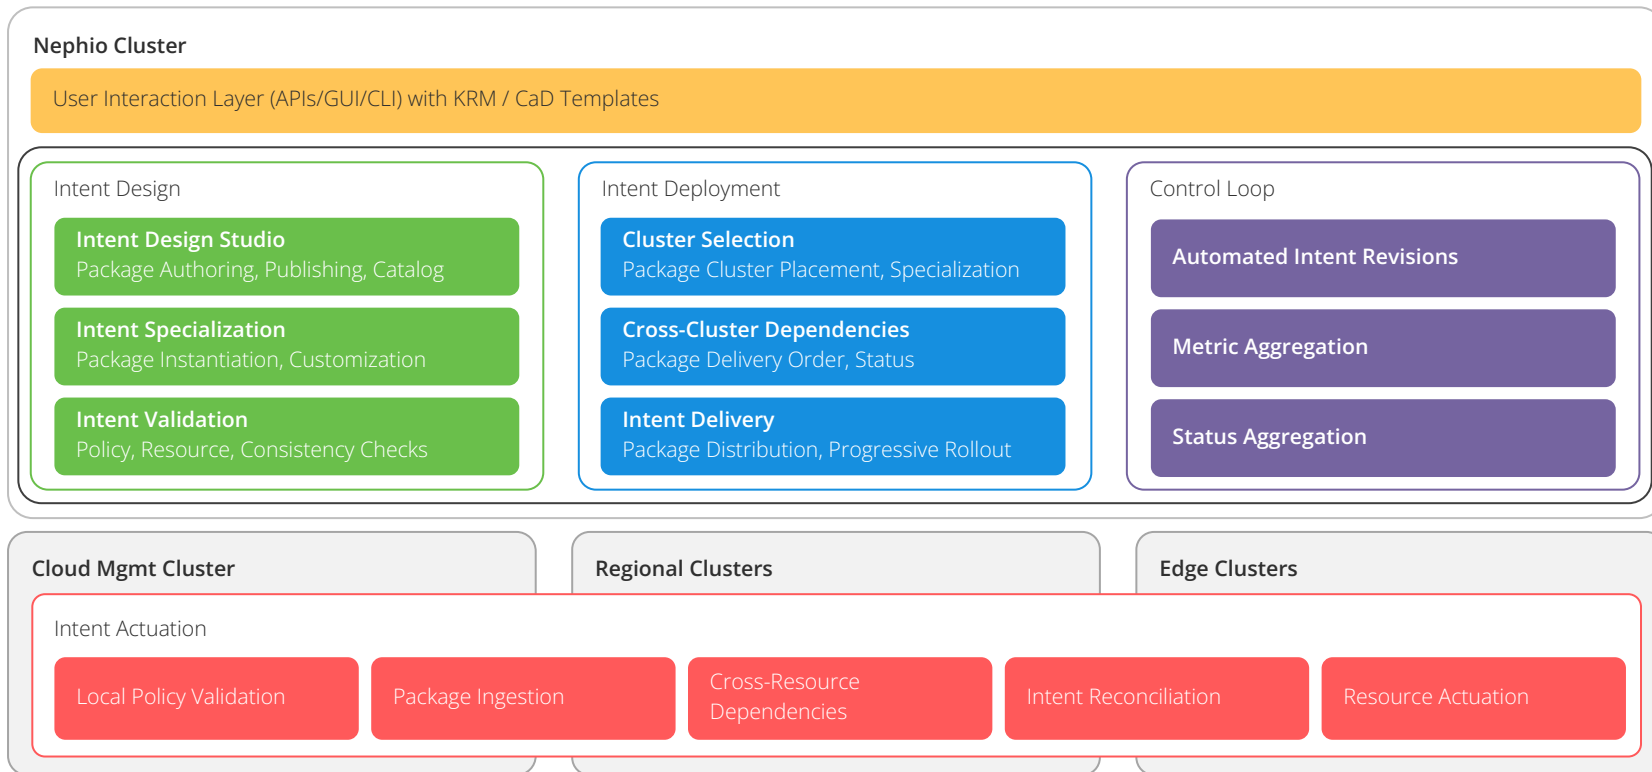 Nephio Cluster
User Interaction Layer (APIs/GUI/CLI) with KRM / CaD Templates
Intent Design
Intent Design Studio
Package Authoring, Publishing, Catalog
Intent Specialization
Package Instantiation, Customization
Intent Validation
Policy, Resource, Consistency Checks
Intent Deployment
Cluster Selection
Package Cluster Placement, Specialization
Cross-Cluster Dependencies
Package Delivery Order, Status
Intent Delivery
Package Distribution, Progressive Rollout
Control Loop
Automated Intent Revisions
Metric Aggregation
Status Aggregation
Cloud Mgmt Cluster
Regional Clusters
Edge Clusters
Intent Actuation
Local Policy Validation
Package Ingestion
Cross-Resource
Dependencies
Intent Reconciliation
Resource Actuation